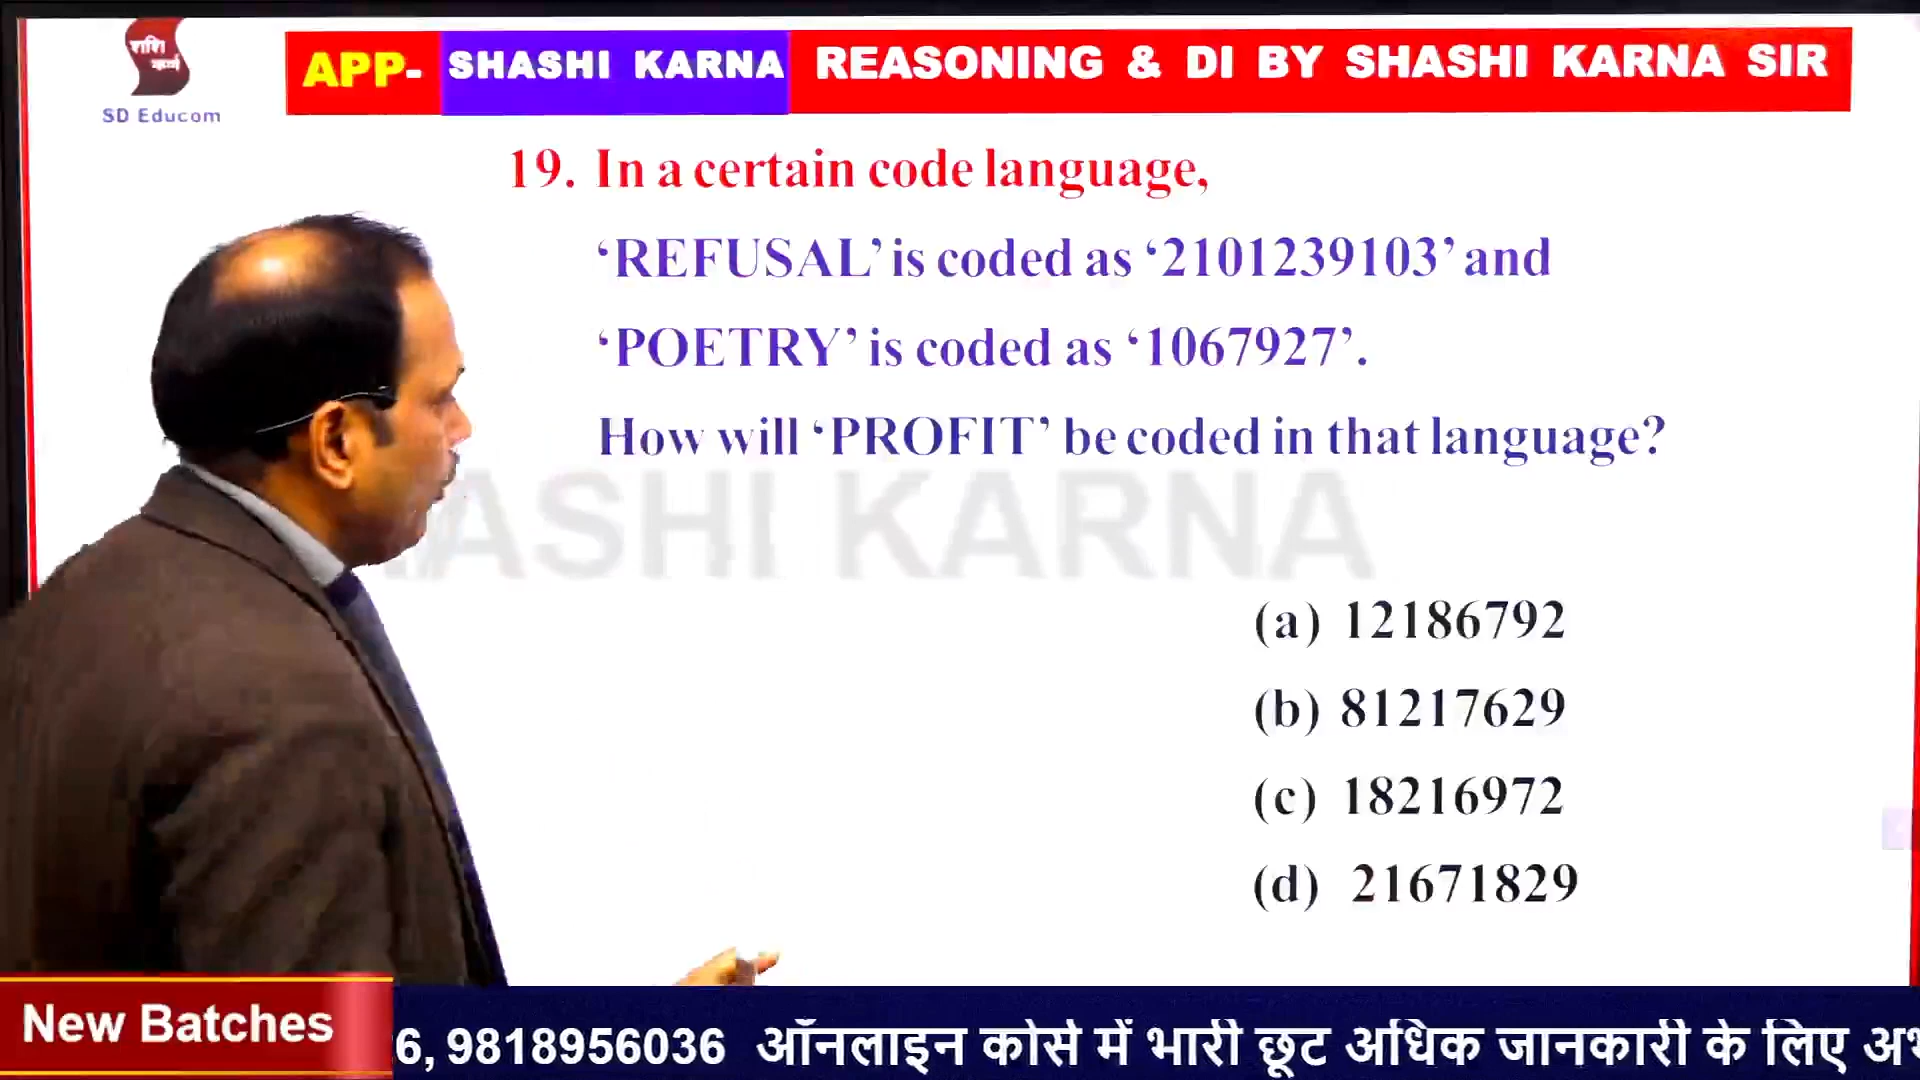 शशि
कर्ण
SD Educom
APP- SHASHI KARNA REASONING & DI BY SHASHI KARNA SIR
19. In a certain code language,
‘REFUSAL’ is coded as ‘2101239103’ and
‘POETRY’ is coded as ‘1067927’.
How will ‘PROFIT’ be coded in that language?
ASHI KARNA
(a) 12186792
(b) 81217629
(c) 18216972
(d) 21671829
New Batches
6, 9818956036 ऑनलाइन कोर्स में भारी छूट अधिक जानकारी के लिए